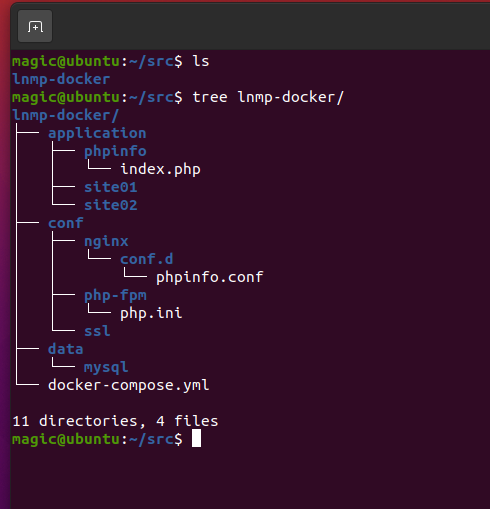 magic@ubuntu:~/src$ ls
lnmp-docker
magic@ubuntu:~/src$ tree lnmp-docker/
lnmp-docker/
├── application
│   ├── phpinfo
│   │   └── index.php
│   ├── site01
│   └── site02
├── conf
│   ├── nginx
│   │   └── conf.d
│   │       └── phpinfo.conf
│   ├── php-fpm
│   │   └── php.ini
│   └── ssl
├── data
│   └── mysql
└── docker-compose.yml

11 directories, 4 files
magic@ubuntu:~/src$